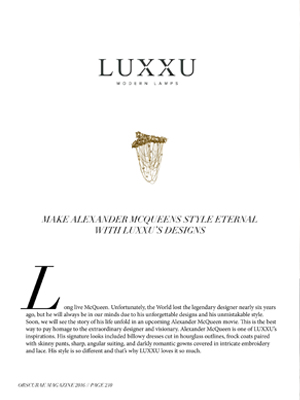 LUXXU
MODERN LAMPS
MAKE ALEXANDER MCQUEENS STYLE ETERNAL
WITH LUXXU'S DESIGNS
Long live McQueen. Unfortunately, the World lost the legendary designer nearly six years
ago, but he will always be in our minds due to his unforgettable designs and his unmistakable style.
Soon, we will see the story of his life unfold in an upcoming Alexander McQueen movie. This is the best
way to pay homage to the extraordinary designer and visionary. Alexander McQueen is one of LUXXU's
inspirations. His signature looks included billowy dresses cut in hourglass outlines, frock coats paired
with skinny pants, sharp, angular suiting, and darkly romantic gowns covered in intricate embroidery
and lace. His style is so different and that's why LUXXU loves it so much.
OBSCURAE MAGAZINE 2016 / PAGE 210